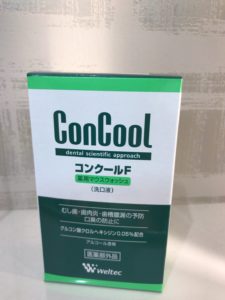 ConCool
dental scientific approach
コンクールF
薬用マウスウォッシュ
(洗口液)
むし歯・歯肉炎・歯槽膿漏の予防
口臭の防止に
グルコン酸クロルヘキシジン0.05%配合
アルコール含有
医薬部外品
Weltec